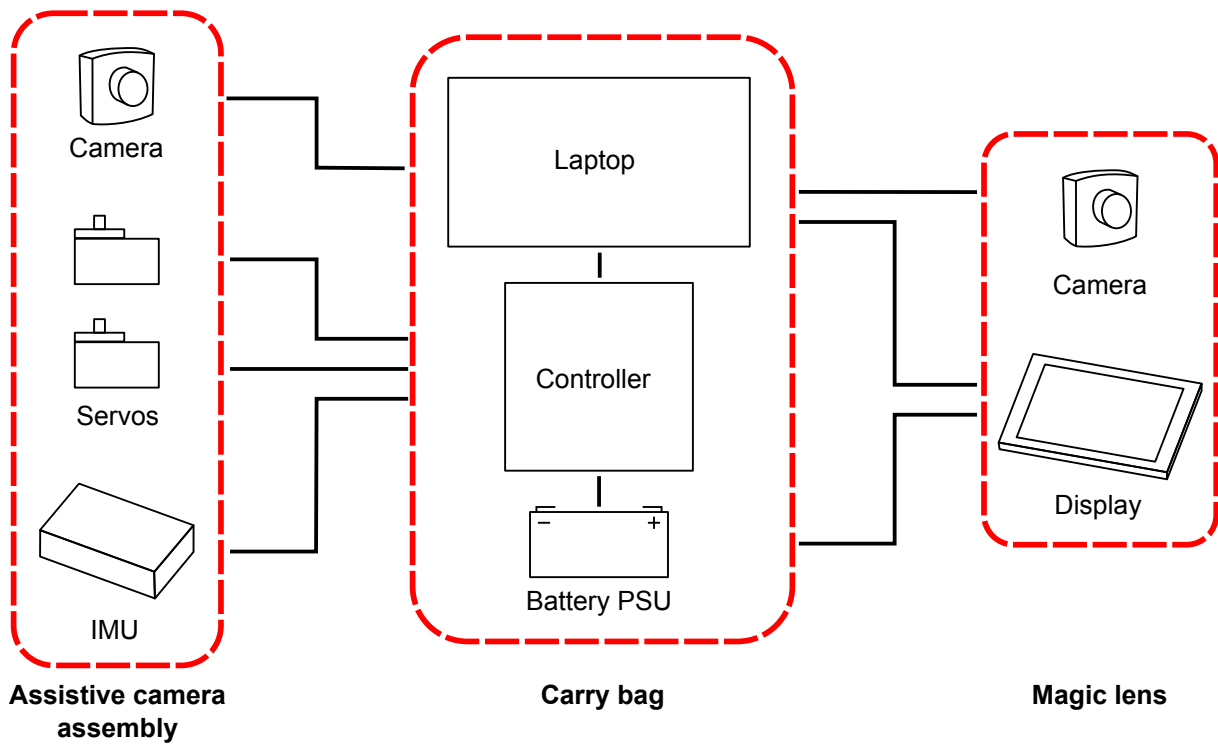 Camera
Servos
IMU
Assistive camera
assembly
Laptop
Controller
− +
Battery PSU
Carry bag
Camera
Display
Magic lens